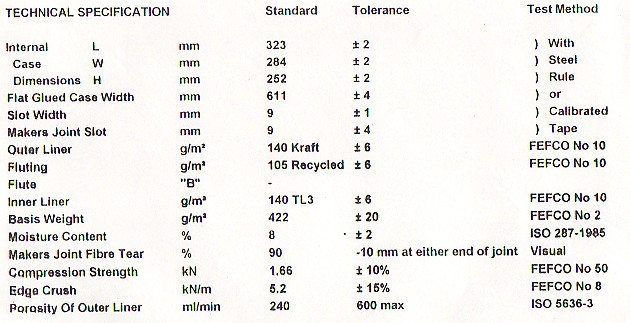 TECHNICAL SPECIFICATION Standard Tolerance Test Method
Internal L mm 323 ± 2 ) With
Case W mm 284 ± 2 ) Steel
Dimensions H mm 252 ± 2 ) Rule
Flat Glued Case Width mm 611 ± 4 ) or
Slot Width mm 9 ± 1 ) Calibrated
Makers Joint Slot mm 9 ± 4 ) Tape
Outer Liner g/m² 140 Kraft ± 6 FEFCO No 10
Fluting g/m² 105 Recycled ± 6 FEFCO No 10
Flute "B" -
Inner Liner g/m² 140 TL3 ± 6 FEFCO No 10
Basis Weight g/m² 422 ± 20 FEFCO No 2
Moisture Content % 8 ± 2 ISO 287-1985
Makers Joint Fibre Tear % 90 -10 mm at either end of joint Visual
Compression Strength kN 1.66 ± 10% FEFCO No 50
Edge Crush kN/m 5.2 ± 15% FEFCO No 8
Porosity Of Outer Liner ml/min 240 600 max ISO 5636-3